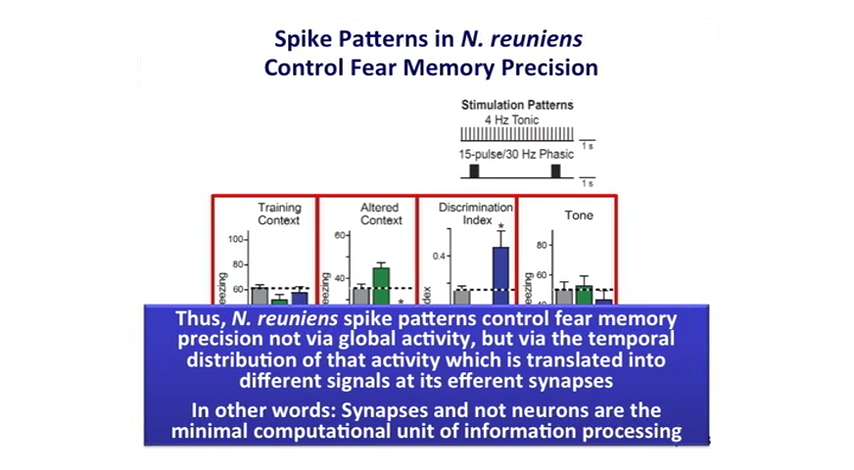 Spike Patterns in N. reuniens
Control Fear Memory Precision
Stimulation Patterns
4 Hz Tonic
1 s
15-pulse/30 Hz Phasic
1 s
Training
Context
Altered
Context
Discrimination
Index
Tone
100
80
60
60
40
*
0.4
*
80
60
Thus, N. reuniens spike patterns control fear memory
precision not via global activity, but via the temporal
distribution of that activity which is translated into
different signals at its efferent synapses
In other words: Synapses and not neurons are the
minimal computational unit of information processing